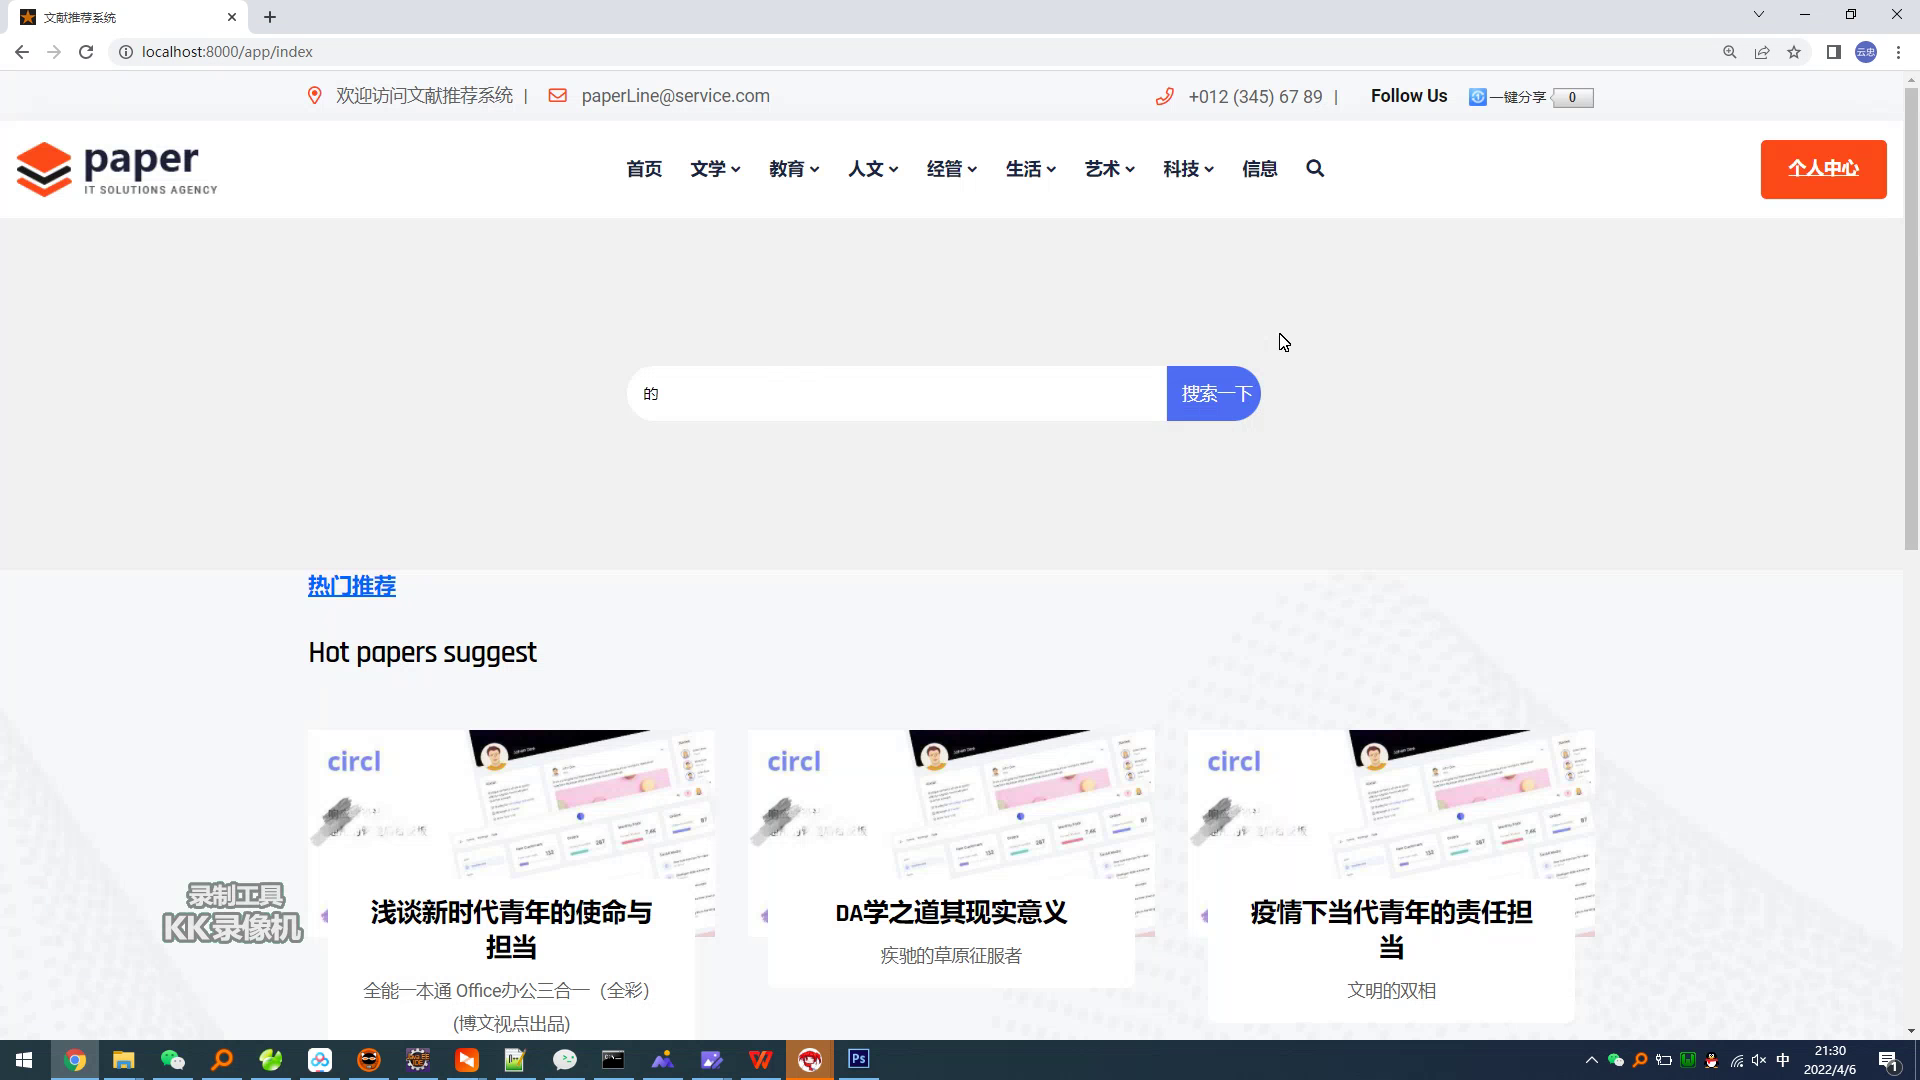 文献推荐系统
localhost:8000/app/index
云忠
欢迎访问文献推荐系统 |
paperLine@service.com
+012 (345) 67 89 |
Follow Us
一键分享
0
paper
IT SOLUTIONS AGENCY
首页
文学
教育
人文
经管
生活
艺术
科技
信息
个人中心
的
搜索一下
热门推荐
Hot papers suggest
circl
circl
circl
浅谈新时代青年的使命与
担当
全能一本通 Office办公三合一（全彩）
(博文视点出品)
DA学之道其现实意义
疾驰的草原征服者
疫情下当代青年的责任担
当
文明的双相
录制工具
KK录像机
Ps
中
21:30
2022/4/6
1